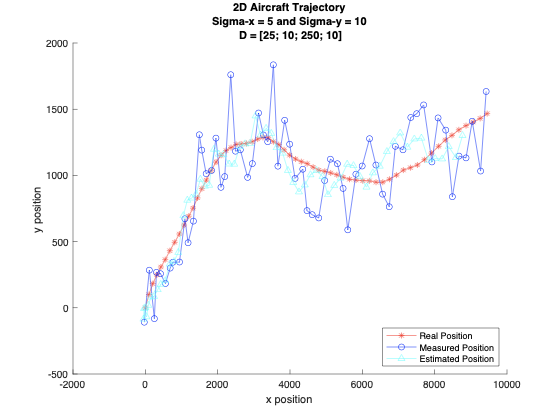 2D Aircraft Trajectory
Sigma-x = 5 and Sigma-y = 10
D = [25; 10; 250; 10]
2000
1500
1000
500
0
-500
y position
-2000
0
2000
4000
6000
8000
10000
x position
Real Position
Measured Position
Estimated Position